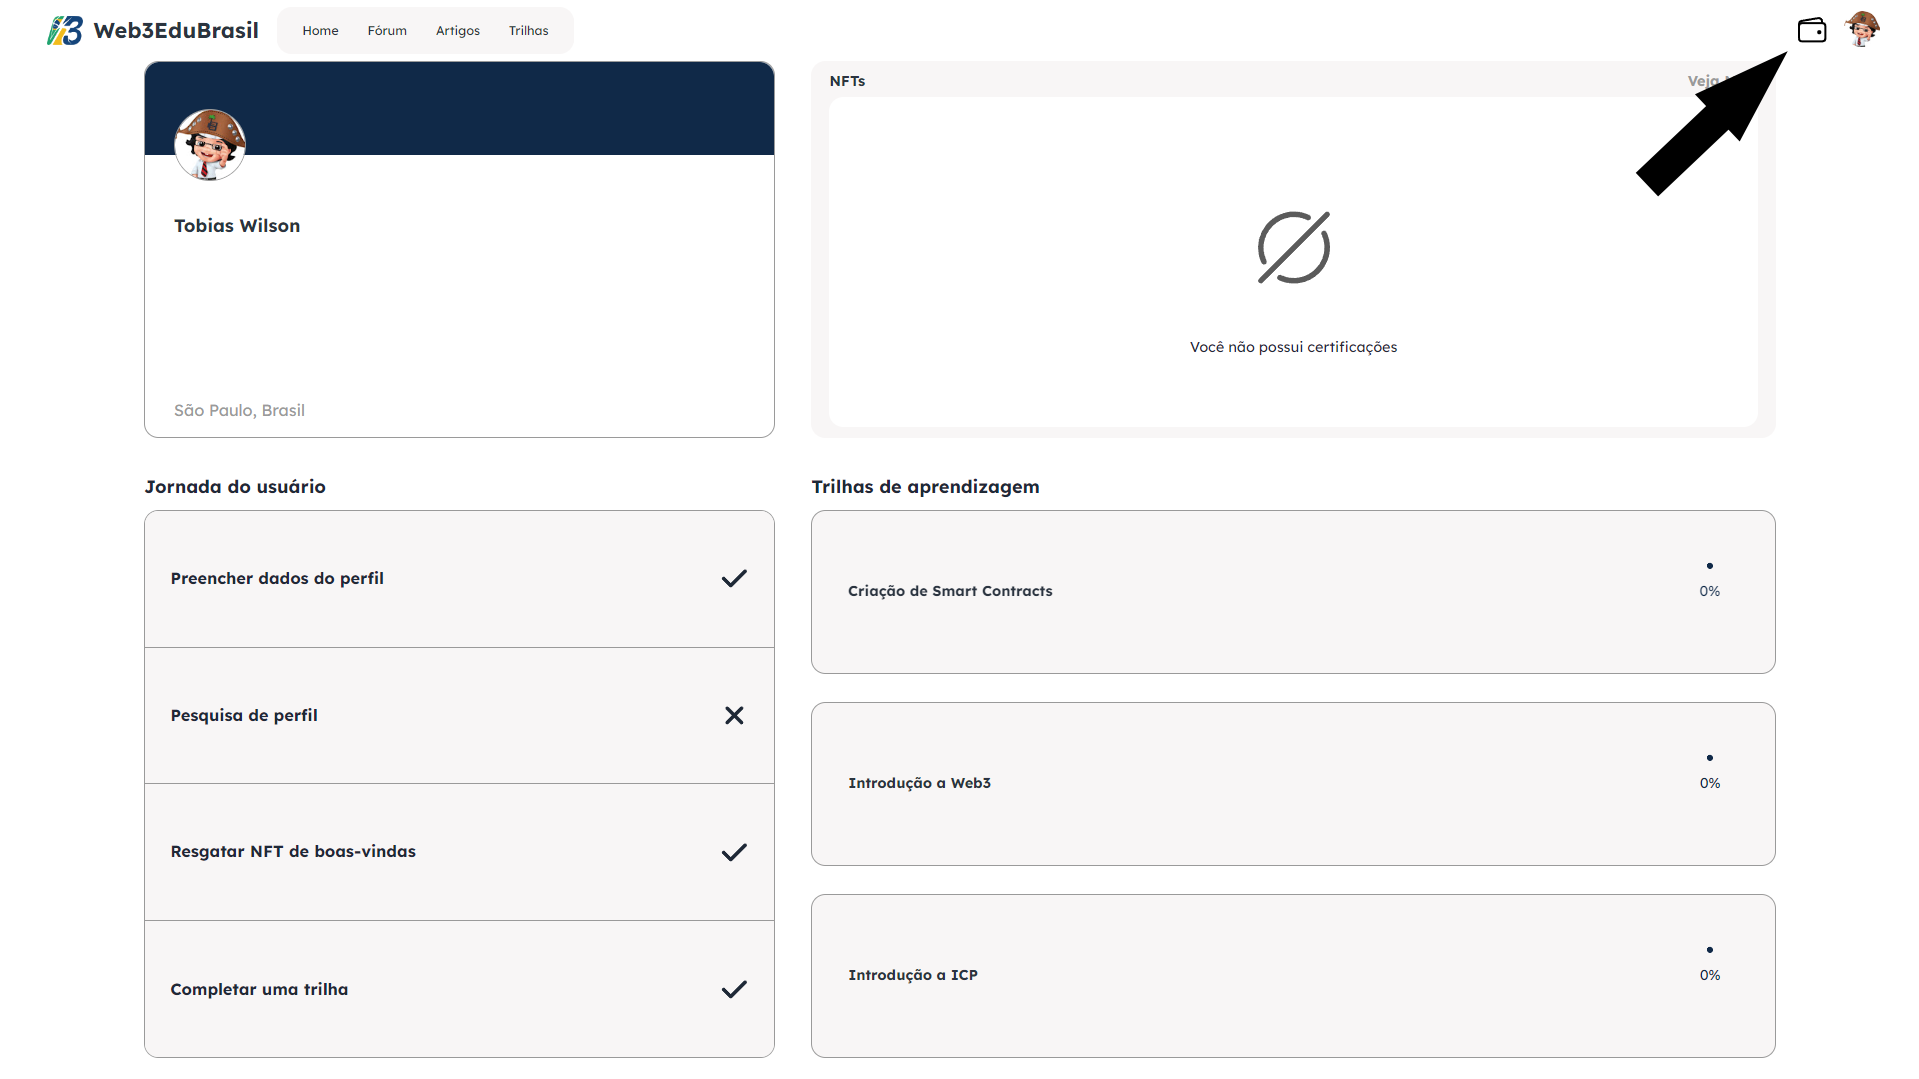 Web3EduBrasil
Home
Fórum
Artigos
Trilhas
Tobias Wilson
São Paulo, Brasil
NFTs
Veja
Você não possui certificações
Jornada do usuário
Preencher dados do perfil
Pesquisa de perfil
Resgatar NFT de boas-vindas
Completar uma trilha
Trilhas de aprendizagem
Criação de Smart Contracts
0%
Introdução a Web3
0%
Introdução a ICP
0%